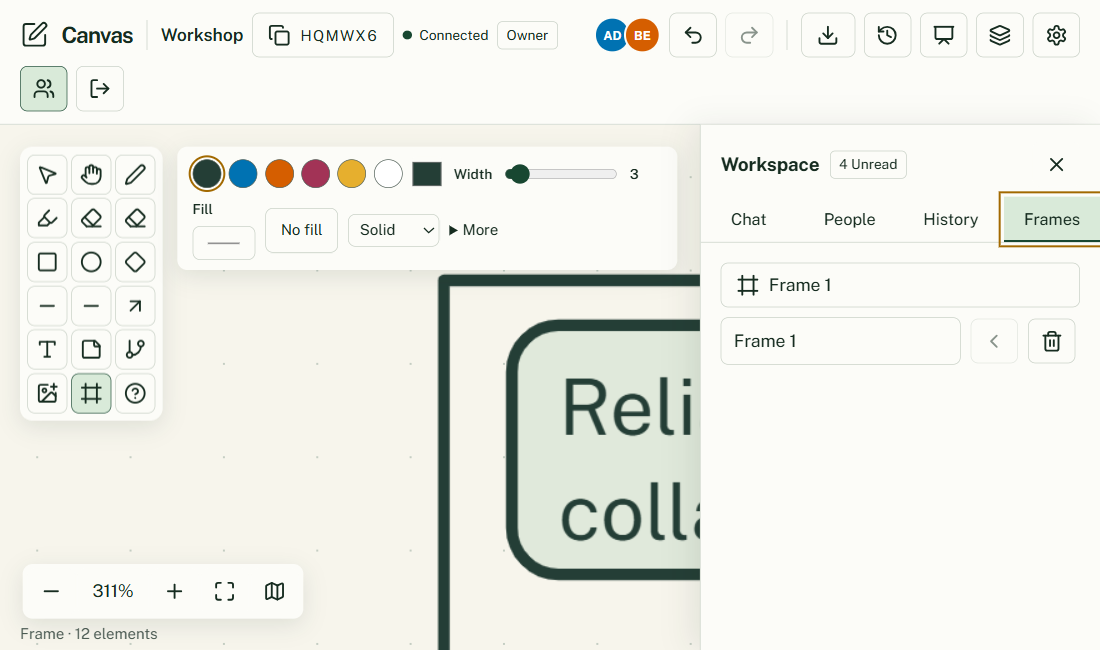 Canvas
Workshop
HQMWX6
Connected
Owner
AD
BE
Width
3
Fill
No fill
Solid
More
Workspace
4 Unread
Chat
People
History
Frames
Frame 1
Frame 1
Reli
coll
311%
Frame · 12 elements